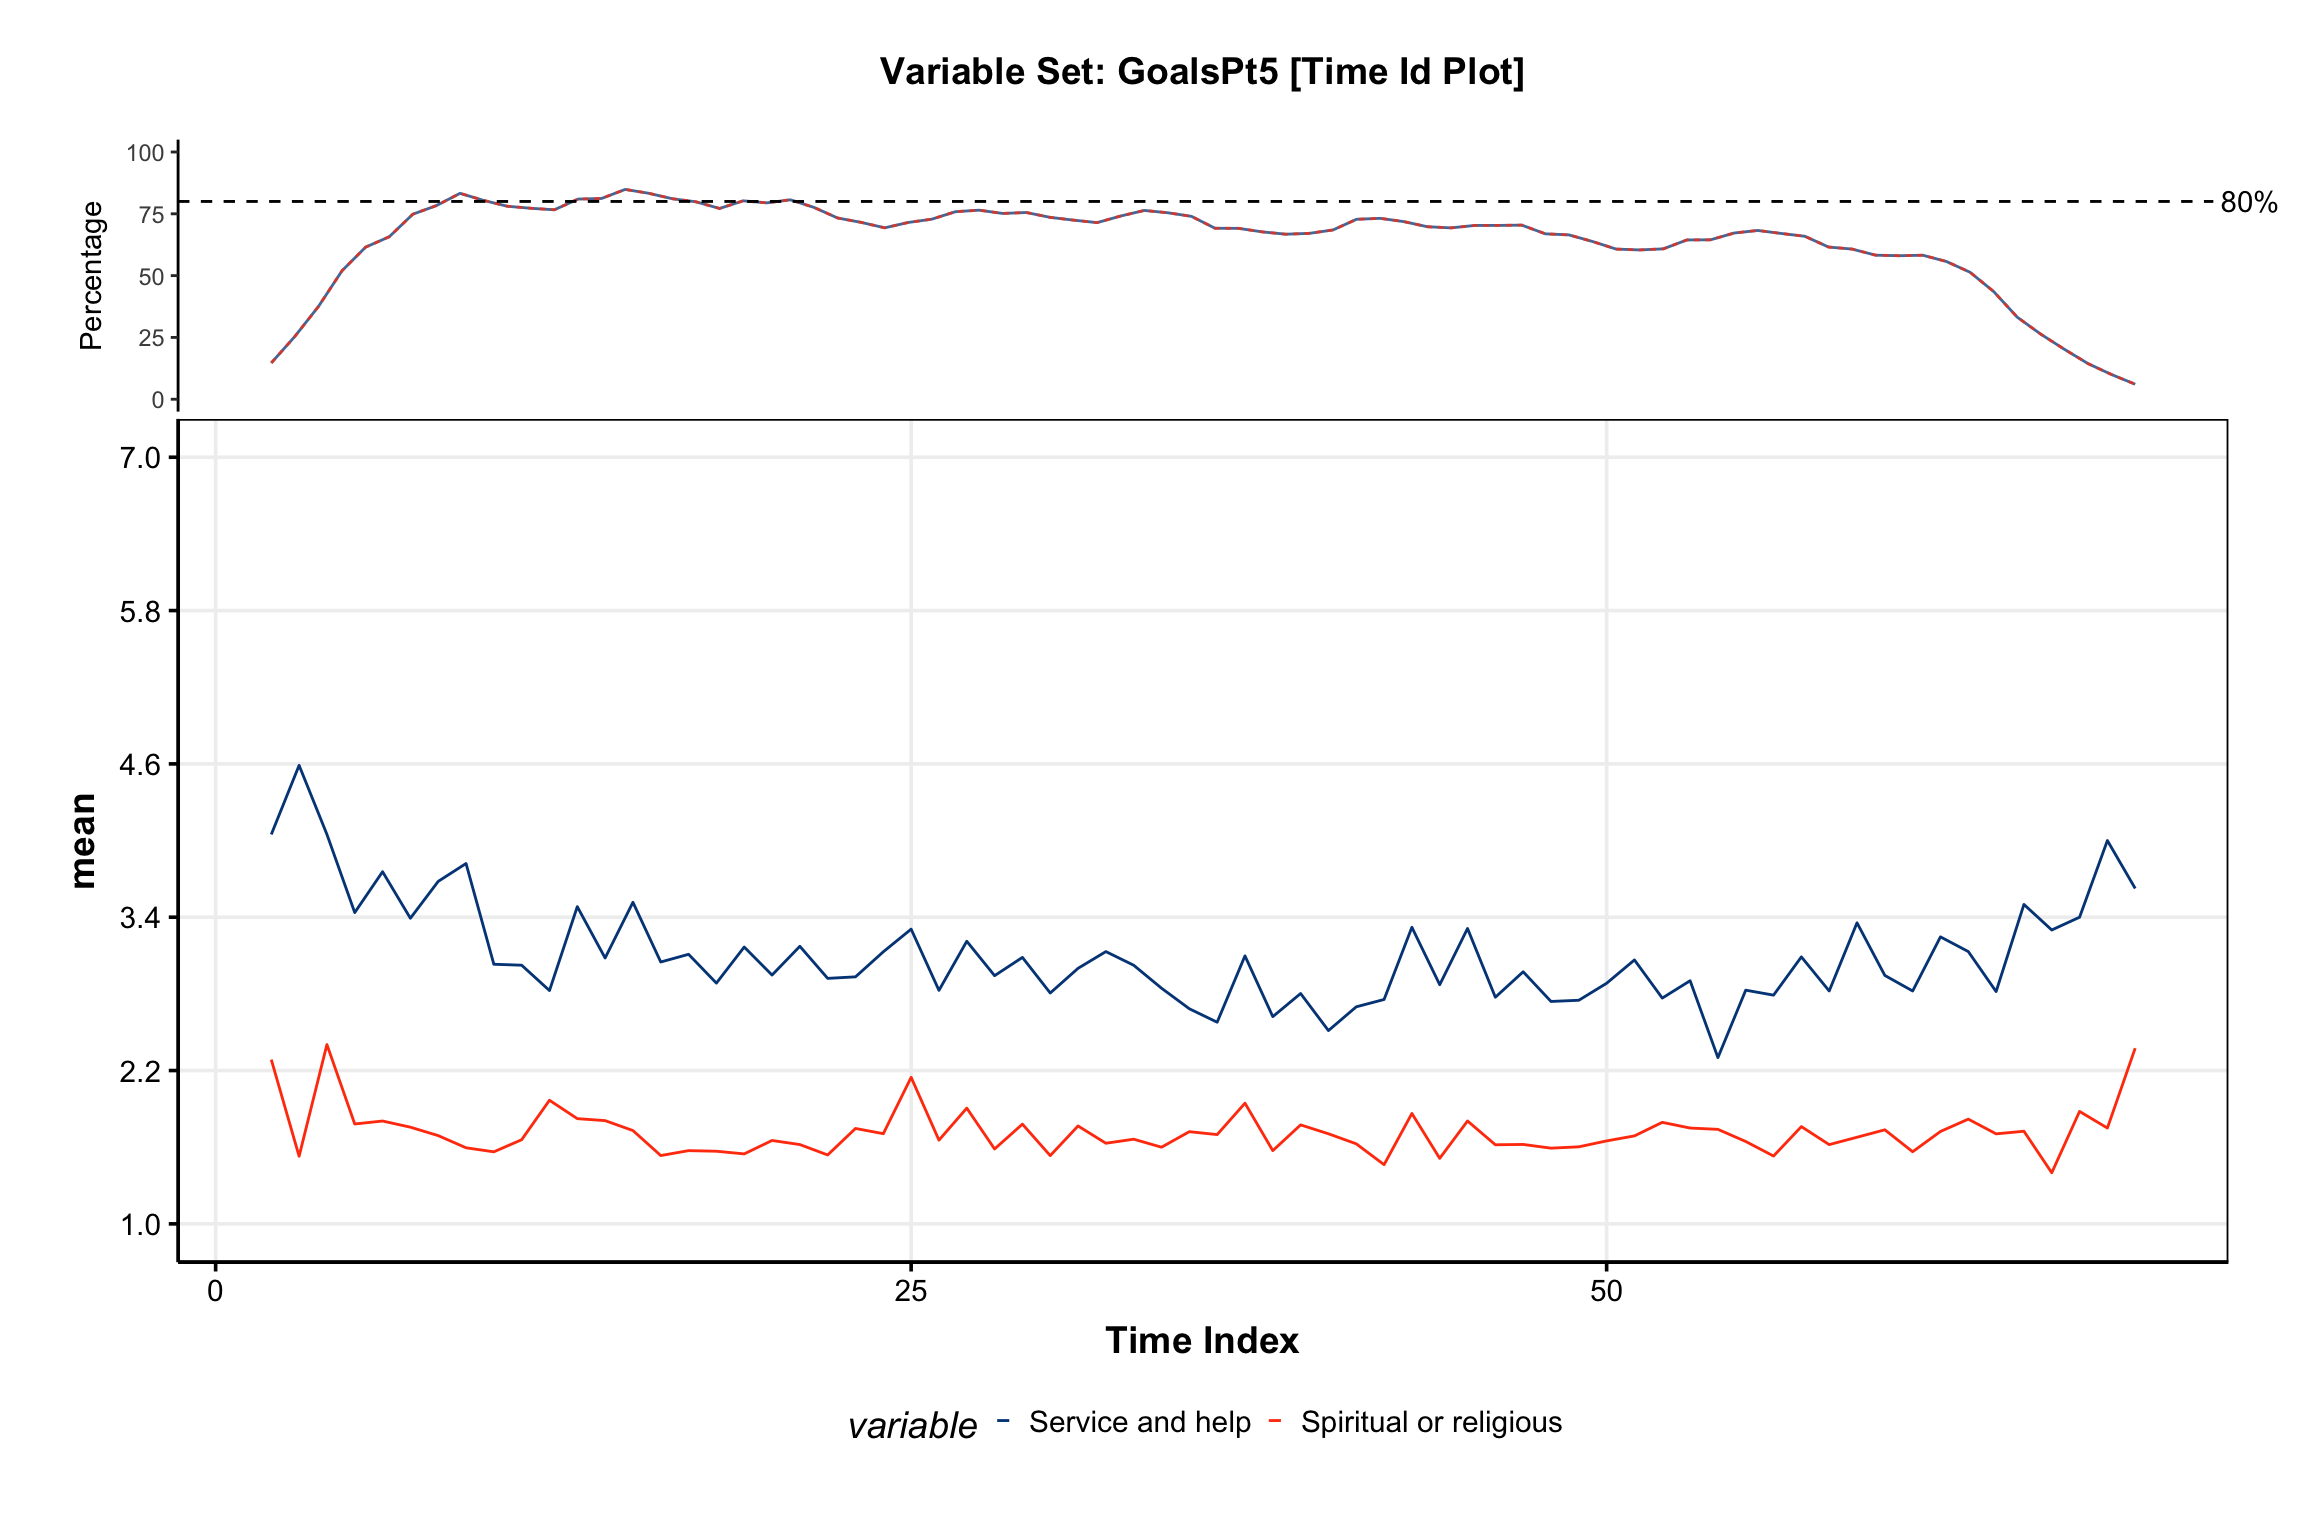 Variable Set: GoalsPt5 [Time Id Plot]
100
75
50
25
0
Percentage
80%
7.0
5.8
4.6
3.4
2.2
1.0
mean
0 25 50
Time Index
variable Service and help Spiritual or religious